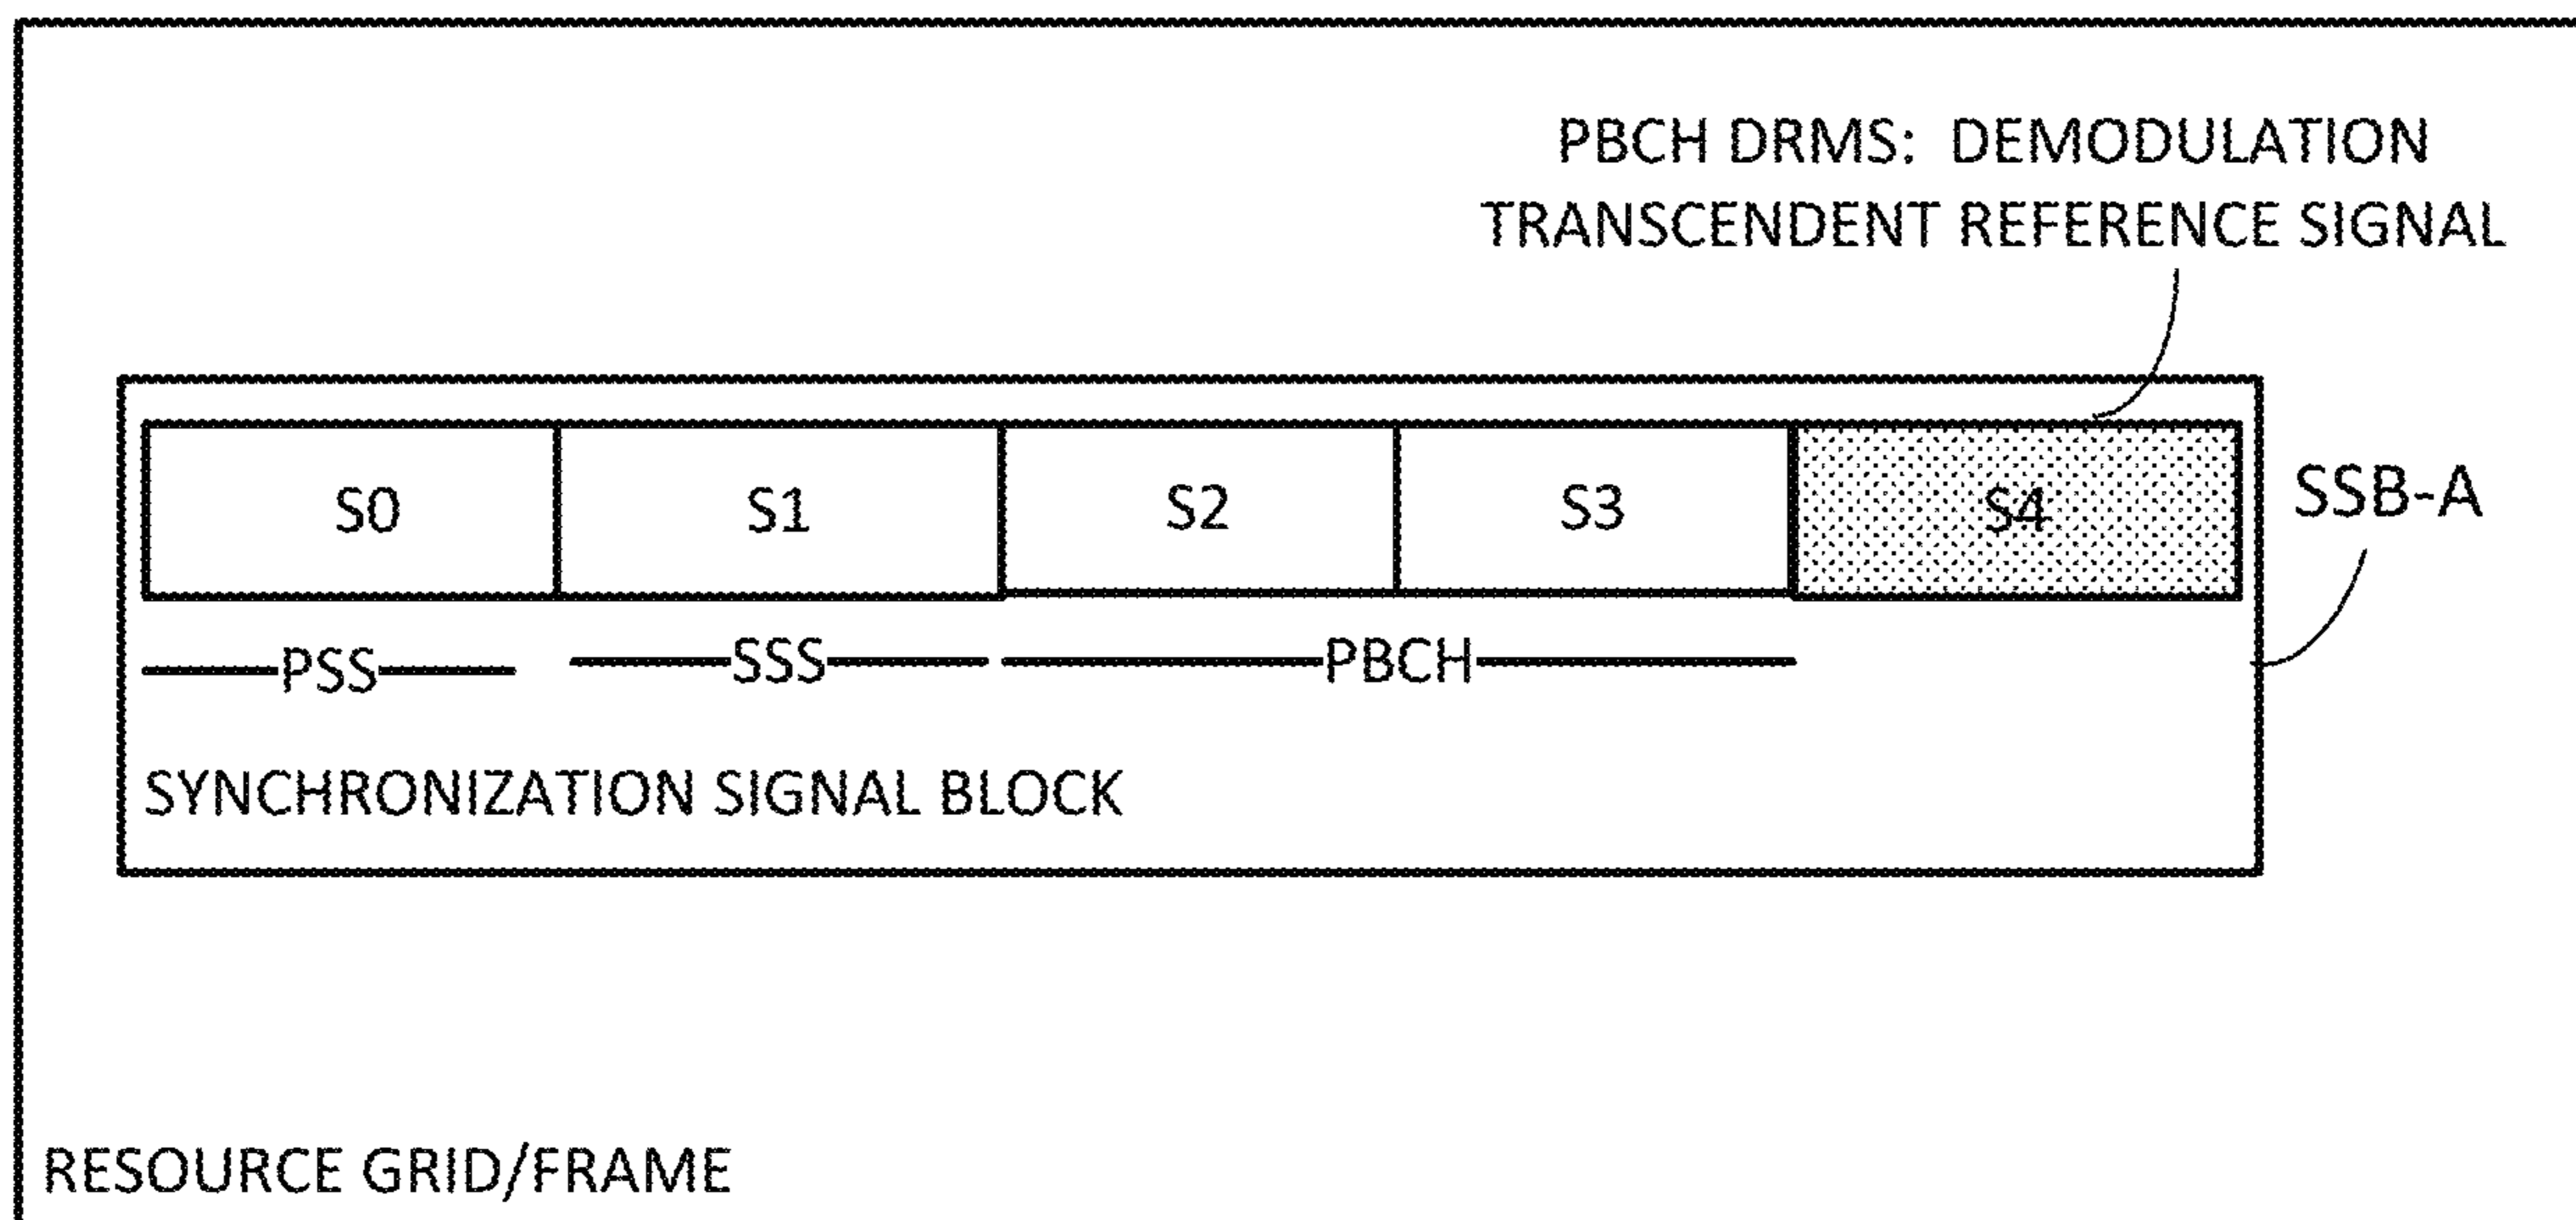 PBCH DRMS: DEMODULATION
TRANSCENDENT REFERENCE SIGNAL
S0 S1 S2 S3 S4
SSB-A
PSS SSS PBCH
SYNCHRONIZATION SIGNAL BLOCK
RESOURCE GRID/FRAME